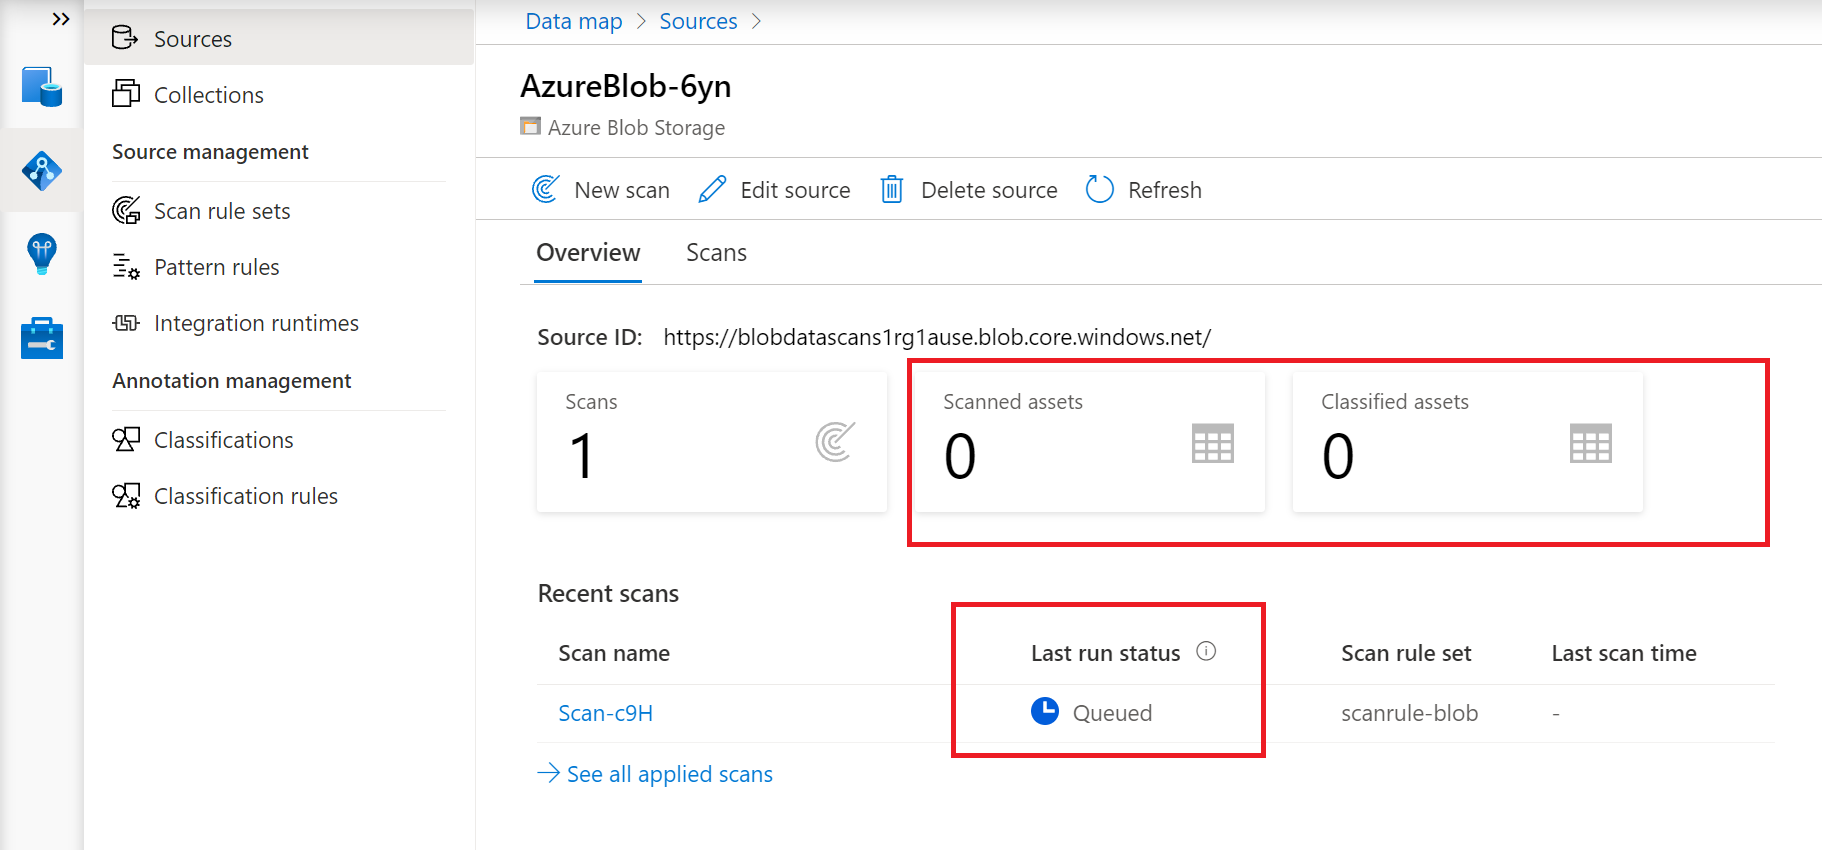 Sources
Collections
Source management
Scan rule sets
Pattern rules
Integration runtimes
Annotation management
Classifications
Classification rules
Data map > Sources >
AzureBlob-6yn
Azure Blob Storage
New scan Edit source Delete source Refresh
Overview Scans
Source ID: https://blobdatascans1rg1ause.blob.core.windows.net/
Scans Scanned assets Classified assets
1 0 0
Recent scans
Scan name Last run status Scan rule set Last scan time
Scan-c9H Queued scanrule-blob -
See all applied scans